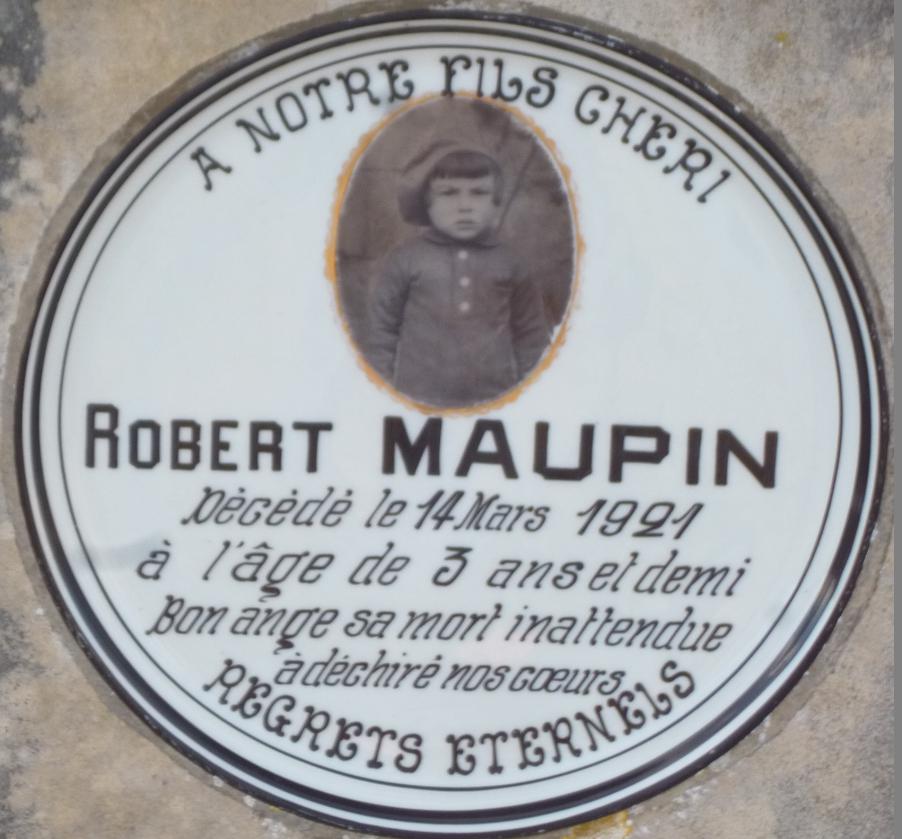 A NOTRE FILS CHERI
ROBERT MAUPIN
Décédé le 14 Mars 1921
à l'âge de 3 ans et demi
Bon ange sa mort inattendue
à déchiré nos cœurs
REGRETS ETERNELS